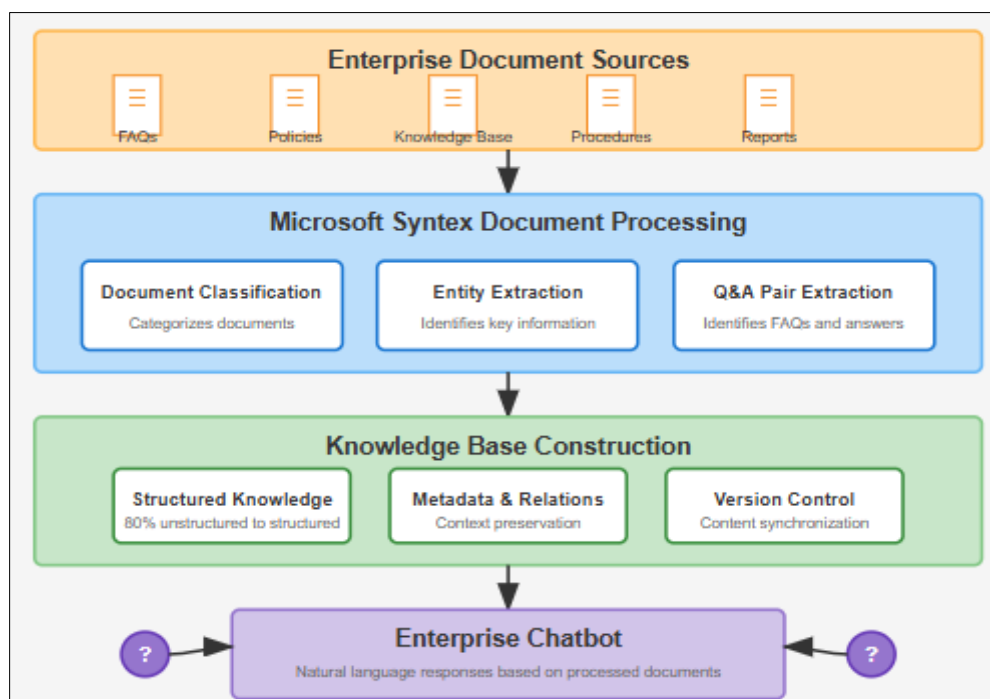 Enterprise Document Sources
FAQs Policies Knowledge Base Procedures Reports
Microsoft Syntex Document Processing
Document Classification Entity Extraction Q&A Pair Extraction
Categorizes documents Identifies key information Identifies FAQs and answers
Knowledge Base Construction
Structured Knowledge Metadata & Relations Version Control
80% unstructured to structured Context preservation Content synchronization
Enterprise Chatbot
? ?
Natural language responses based on processed documents